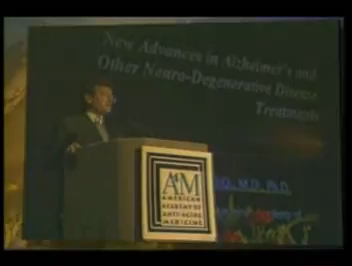 New Advances in Alzheimer's and
Other Neuro-Degenerative Disease
Treatments
M.D., Ph.D.
A4M
AMERICAN
ACADEMY OF
ANTI-AGING
MEDICINE